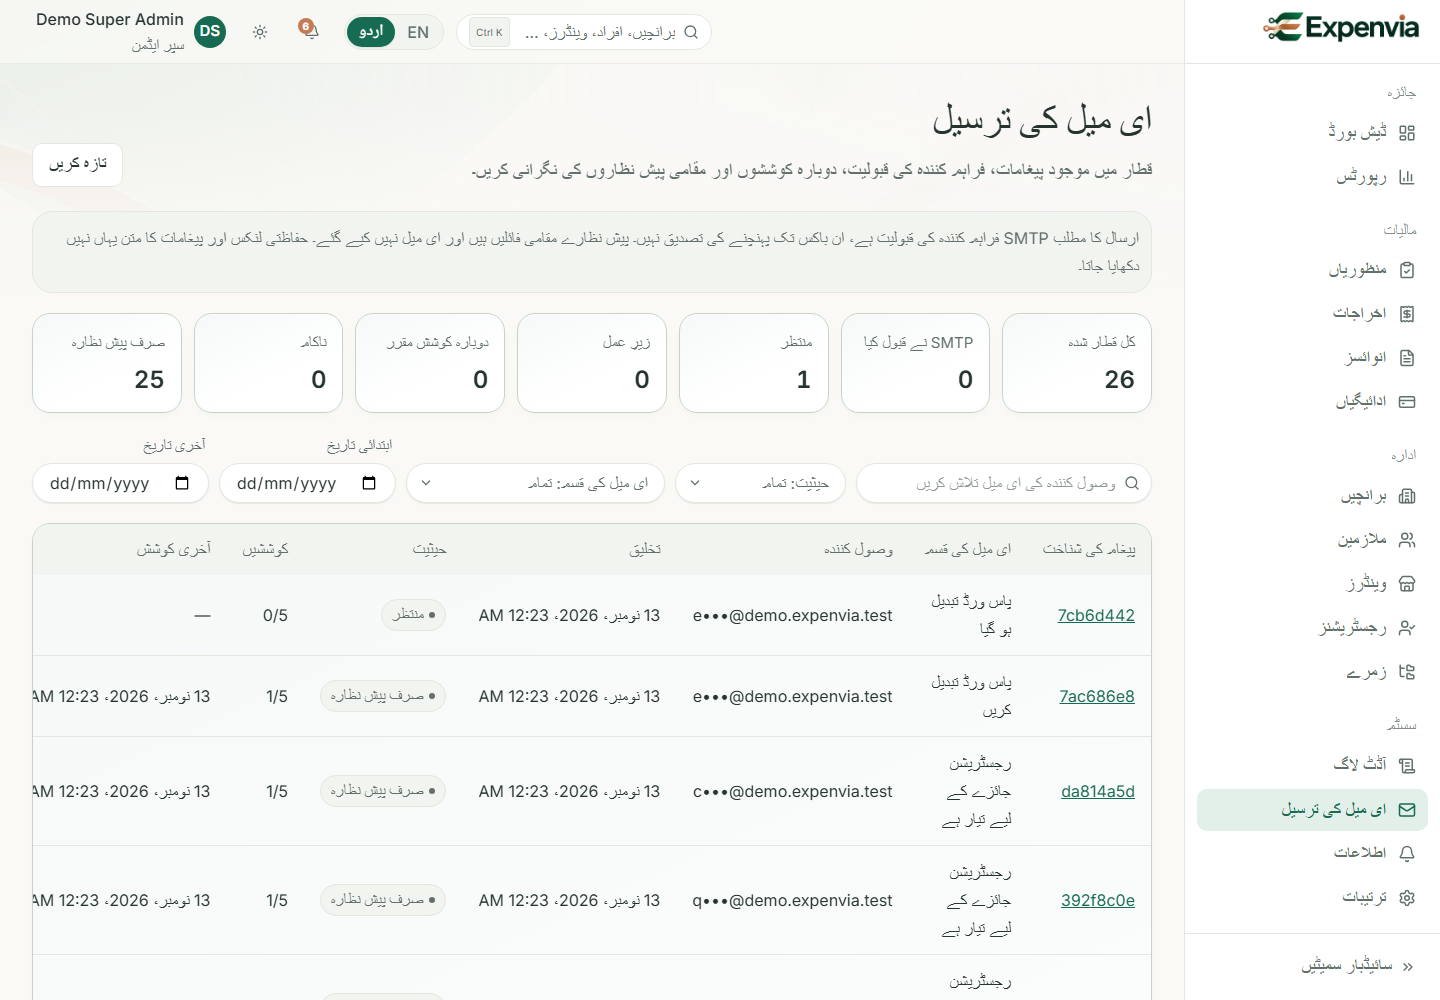 Expenvia
برانچیں، افراد، وینڈرز، ...
Ctrl K
EN
اردو
6
DS
Demo Super Admin
سپر ایڈمن
جائزہ
ڈیش بورڈ
رپورٹس
مالیات
منظوریاں
اخراجات
انوائسز
ادائیگیاں
ادارہ
برانچیں
ملازمین
وینڈرز
رجسٹریشنز
زمرے
سسٹم
آڈٹ لاگ
ای میل کی ترسیل
اطلاعات
ترتیبات
سائیڈبار سمیٹیں
ای میل کی ترسیل
قطار میں موجود پیغامات، فراہم کنندہ کی قبولیت، دوبارہ کوششوں اور مقامی پیش نظاروں کی نگرانی کریں۔
تازہ کریں
ارسال کا مطلب SMTP فراہم کنندہ کی قبولیت ہے، ان باکس تک پہنچنے کی تصدیق نہیں۔ پیش نظارے مقامی فائلیں ہیں اور ای میل نہیں کیے گئے۔ حفاظتی لنکس اور پیغامات کا متن یہاں نہیں
دکھایا جاتا۔
کل قطار شدہ
26
SMTP نے قبول کیا
0
منتظر
1
زیر عمل
0
دوبارہ کوشش مقرر
0
ناکام
0
صرف پیش نظارہ
25
ابتدائی تاریخ
آخری تاریخ
وصول کنندہ کی ای میل تلاش کریں
حیثیت: تمام
ای میل کی قسم: تمام
dd/mm/yyyy
dd/mm/yyyy
پیغام کی شناخت
ای میل کی قسم
وصول کنندہ
تخلیق
حیثیت
کوششیں
آخری کوشش
7cb6d442
پاس ورڈ تبدیل
ہو گیا
e•••@demo.expenvia.test
13 نومبر، 2026، 12:23 AM
منتظر
0/5
—
7ac686e8
پاس ورڈ تبدیل
کریں
e•••@demo.expenvia.test
13 نومبر، 2026، 12:23 AM
صرف پیش نظارہ
1/5
13 نومبر، 2026، 12:23 AM
da814a5d
رجسٹریشن
جائزے کے
لیے تیار ہے
c•••@demo.expenvia.test
13 نومبر، 2026، 12:23 AM
صرف پیش نظارہ
1/5
13 نومبر، 2026، 12:23 AM
392f8c0e
رجسٹریشن
جائزے کے
لیے تیار ہے
q•••@demo.expenvia.test
13 نومبر، 2026، 12:23 AM
صرف پیش نظارہ
1/5
13 نومبر، 2026، 12:23 AM
رجسٹریشن